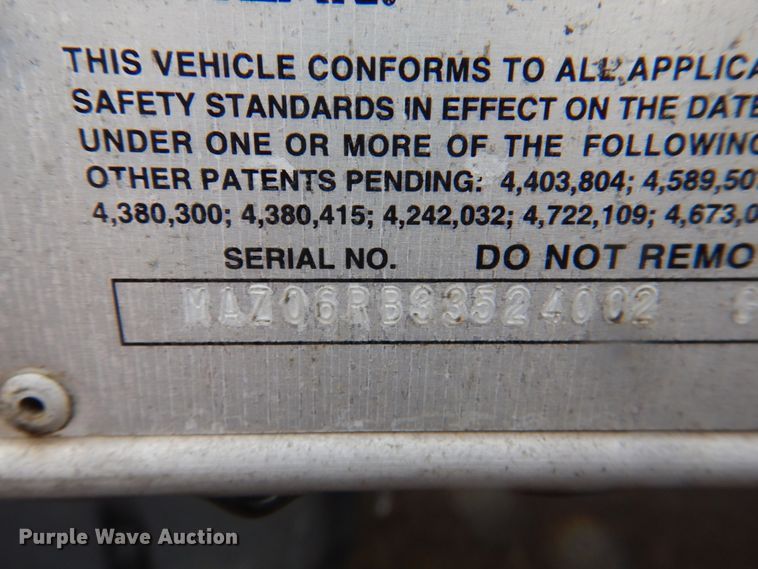 THIS VEHICLE CONFORMS TO ALL APPLICA
SAFETY STANDARDS IN EFFECT ON THE DATE
UNDER ONE OR MORE OF THE FOLLOWING
OTHER PATENTS PENDING: 4,403,804; 4,589,50
4,380,300; 4,380,415; 4,242,032; 4,722,109; 4,673,0
SERIAL NO. DO NOT REMO
MAZ06RB33524002
Purple Wave Auction